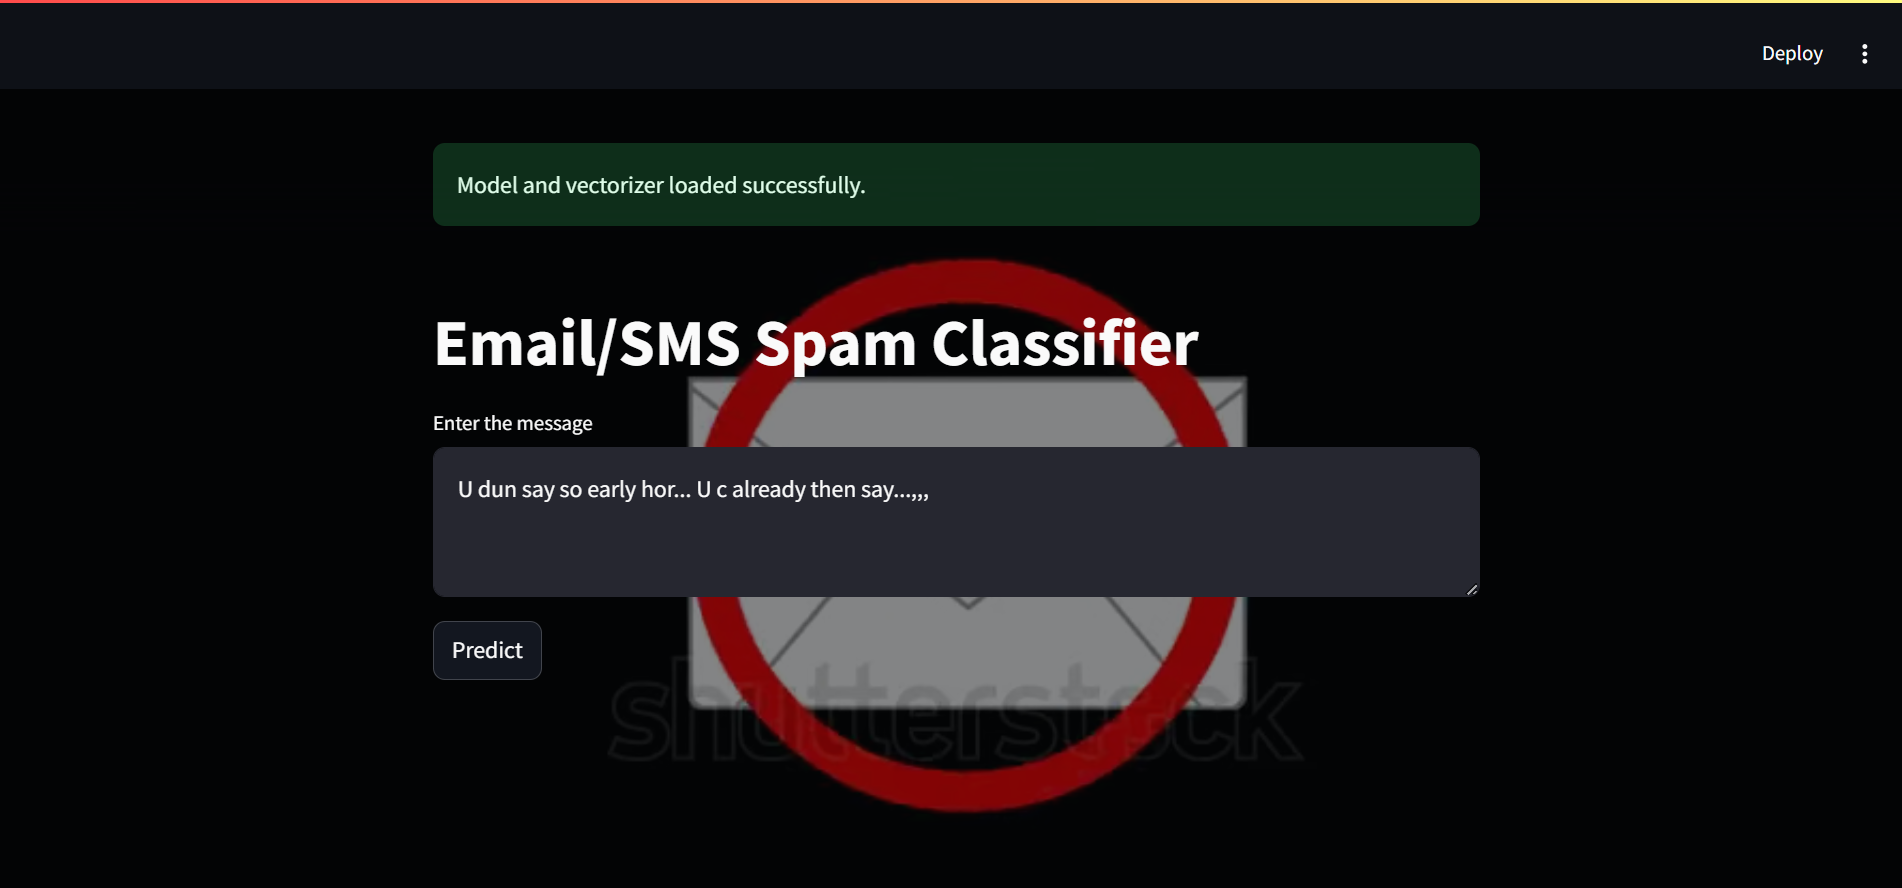 Deploy
Model and vectorizer loaded successfully.
Email/SMS Spam Classifier
Enter the message
U dun say so early hor... U c already then say...,,,
Predict
shutterstock